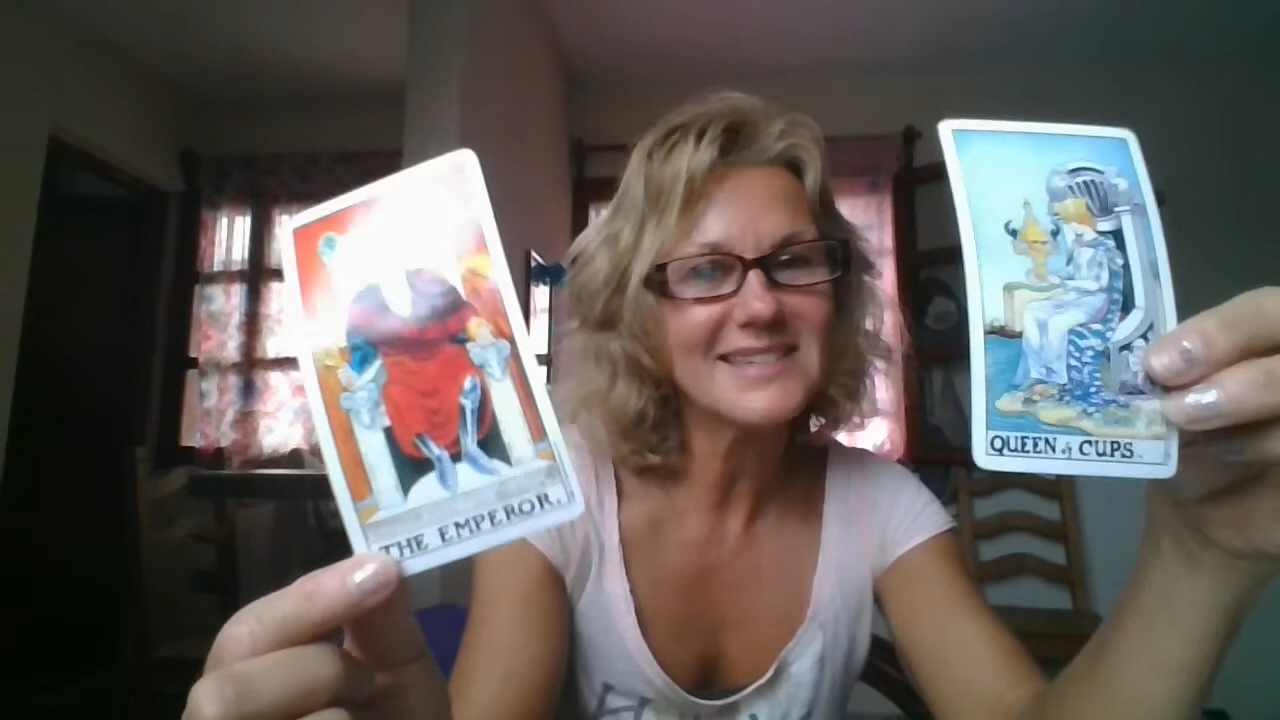 THE EMPEROR.
QUEEN of CUPS.